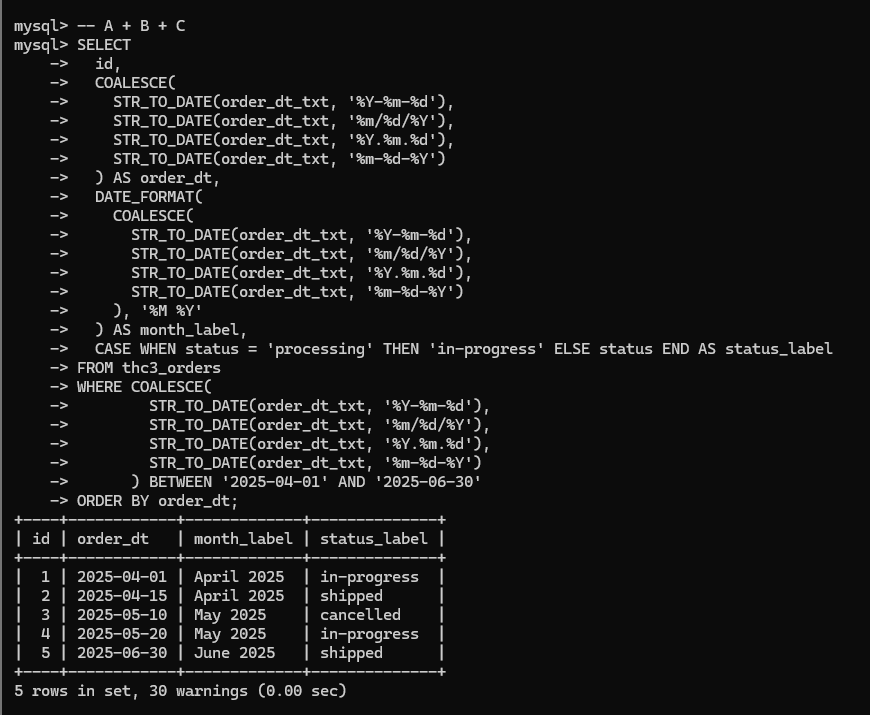 mysql> -- A + B + C
mysql> SELECT
    ->   id,
    ->   COALESCE(
    ->     STR_TO_DATE(order_dt_txt, '%Y-%m-%d'),
    ->     STR_TO_DATE(order_dt_txt, '%m/%d/%Y'),
    ->     STR_TO_DATE(order_dt_txt, '%Y.%m.%d'),
    ->     STR_TO_DATE(order_dt_txt, '%m-%d-%Y')
    ->   ) AS order_dt,
    ->   DATE_FORMAT(
    ->     COALESCE(
    ->       STR_TO_DATE(order_dt_txt, '%Y-%m-%d'),
    ->       STR_TO_DATE(order_dt_txt, '%m/%d/%Y'),
    ->       STR_TO_DATE(order_dt_txt, '%Y.%m.%d'),
    ->       STR_TO_DATE(order_dt_txt, '%m-%d-%Y')
    ->     ), '%M %Y'
    ->   ) AS month_label,
    ->   CASE WHEN status = 'processing' THEN 'in-progress' ELSE status END AS status_label
    -> FROM thc3_orders
    -> WHERE COALESCE(
    ->         STR_TO_DATE(order_dt_txt, '%Y-%m-%d'),
    ->         STR_TO_DATE(order_dt_txt, '%m/%d/%Y'),
    ->         STR_TO_DATE(order_dt_txt, '%Y.%m.%d'),
    ->         STR_TO_DATE(order_dt_txt, '%m-%d-%Y')
    ->       ) BETWEEN '2025-04-01' AND '2025-06-30'
    -> ORDER BY order_dt;
+----+------------+-------------+--------------+
| id | order_dt   | month_label | status_label |
+----+------------+-------------+--------------+
|  1 | 2025-04-01 | April 2025  | in-progress  |
|  2 | 2025-04-15 | April 2025  | shipped      |
|  3 | 2025-05-10 | May 2025    | cancelled    |
|  4 | 2025-05-20 | May 2025    | in-progress  |
|  5 | 2025-06-30 | June 2025   | shipped      |
+----+------------+-------------+--------------+
5 rows in set, 30 warnings (0.00 sec)